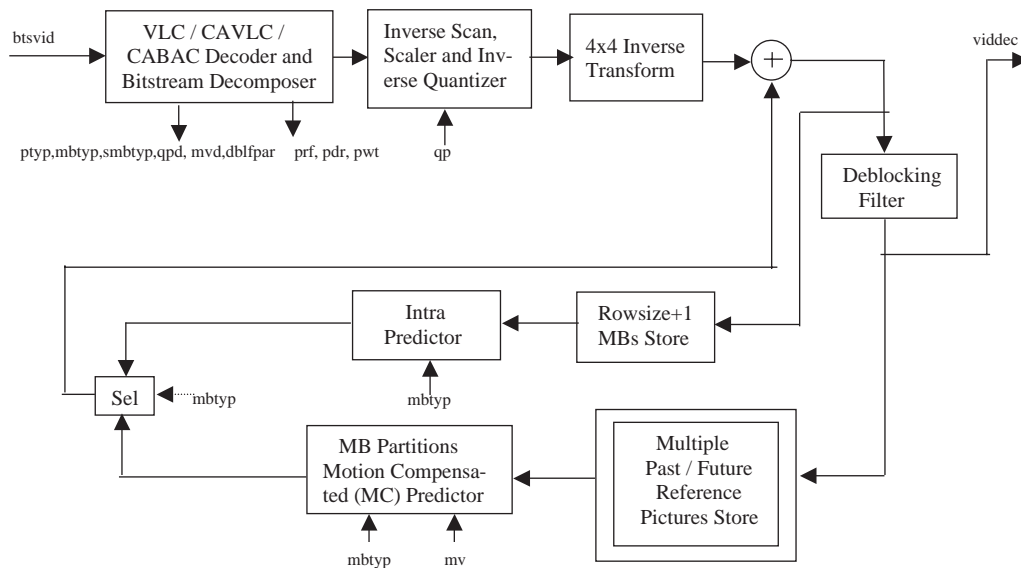 btsvid
VLC / CAVLC /
CABAC Decoder and
Bitstream Decomposer
Inverse Scan,
Scaler and Inv-
erse Quantizer
4x4 Inverse
Transform
+
viddec
ptyp,mbtyp,smbtyp,qpd, mvd,dblfpar
prf, pdr, pwt
qp
Deblocking
Filter
Intra
Predictor
Rowsize+1
MBs Store
Sel
mbtyp
mbtyp
MB Partitions
Motion Compensa-
ted (MC) Predictor
Multiple
Past / Future
Reference
Pictures Store
mbtyp
mv